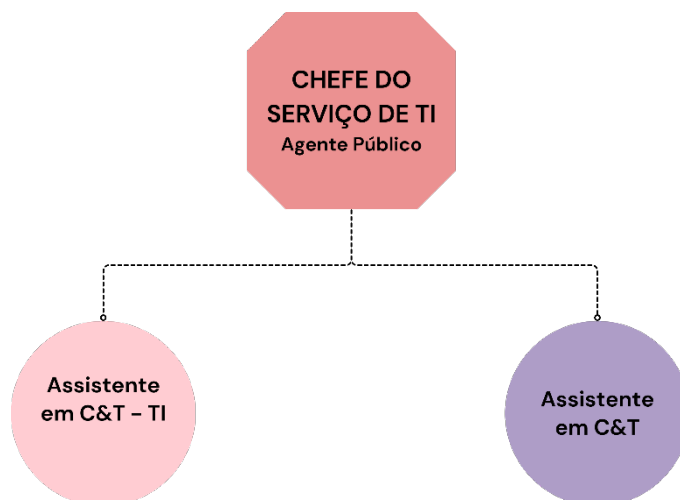 CHEFE DO
SERVIÇO DE TI
Agente Público
Assistente
em C&T - TI
Assistente
em C&T